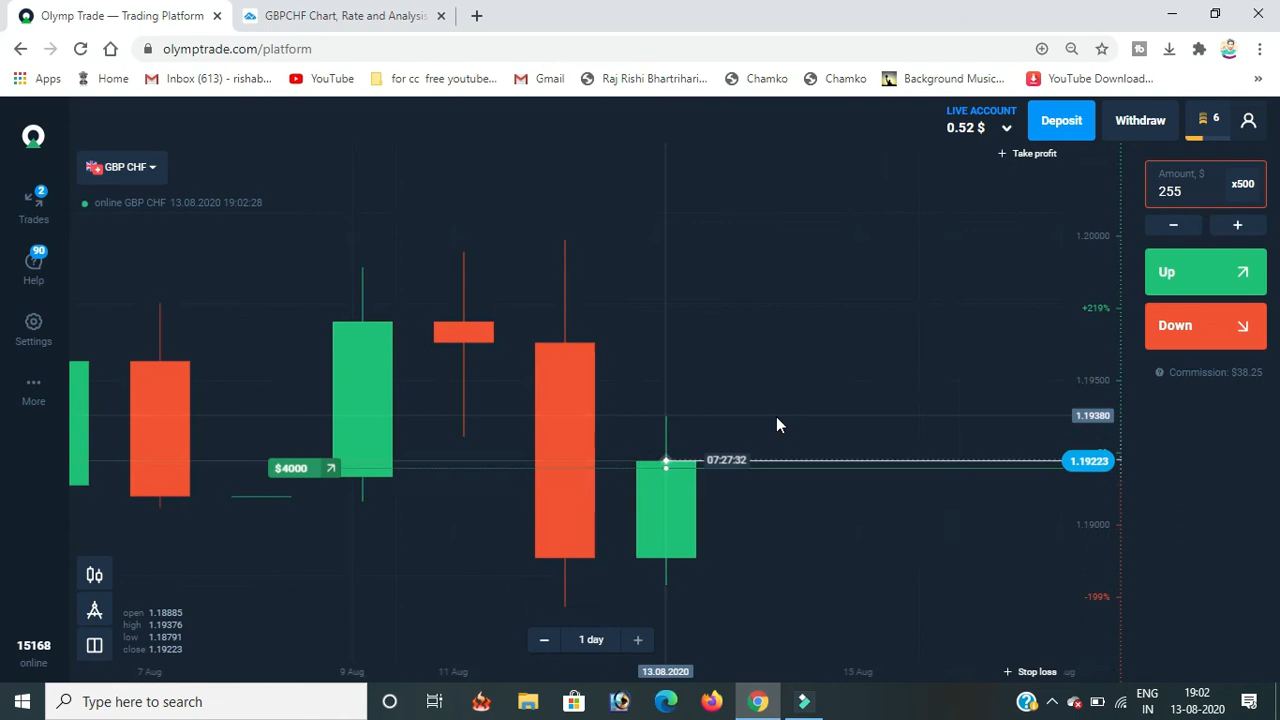 Olymp Trade — Trading Platform
GBPCHF Chart, Rate and Analysis
olymptrade.com/platform
Apps
Home
Inbox (613) - rishab...
YouTube
for cc free youtube...
Gmail
Raj Rishi Bhartrihari...
Chamko
Chamko
Background Music...
YouTube Download...
»
LIVE ACCOUNT
0.52 $
Deposit
Withdraw
6
+ Take profit
GBP CHF
online GBP CHF 13.08.2020 19:02:28
2
Trades
90
Help
Settings
More
15168
online
Amount, $
255
x500
Up
Down
Commission: $38.25
1.20000
+219%
1.19500
1.19380
1.19223
1.19000
-199%
$4000
07:27:32
open 1.18885
high 1.19376
low 1.18791
close 1.19223
1 day
7 Aug
9 Aug
11 Aug
13.08.2020
15 Aug
+ Stop loss
ug
Type here to search
ENG
IN
19:02
13-08-2020